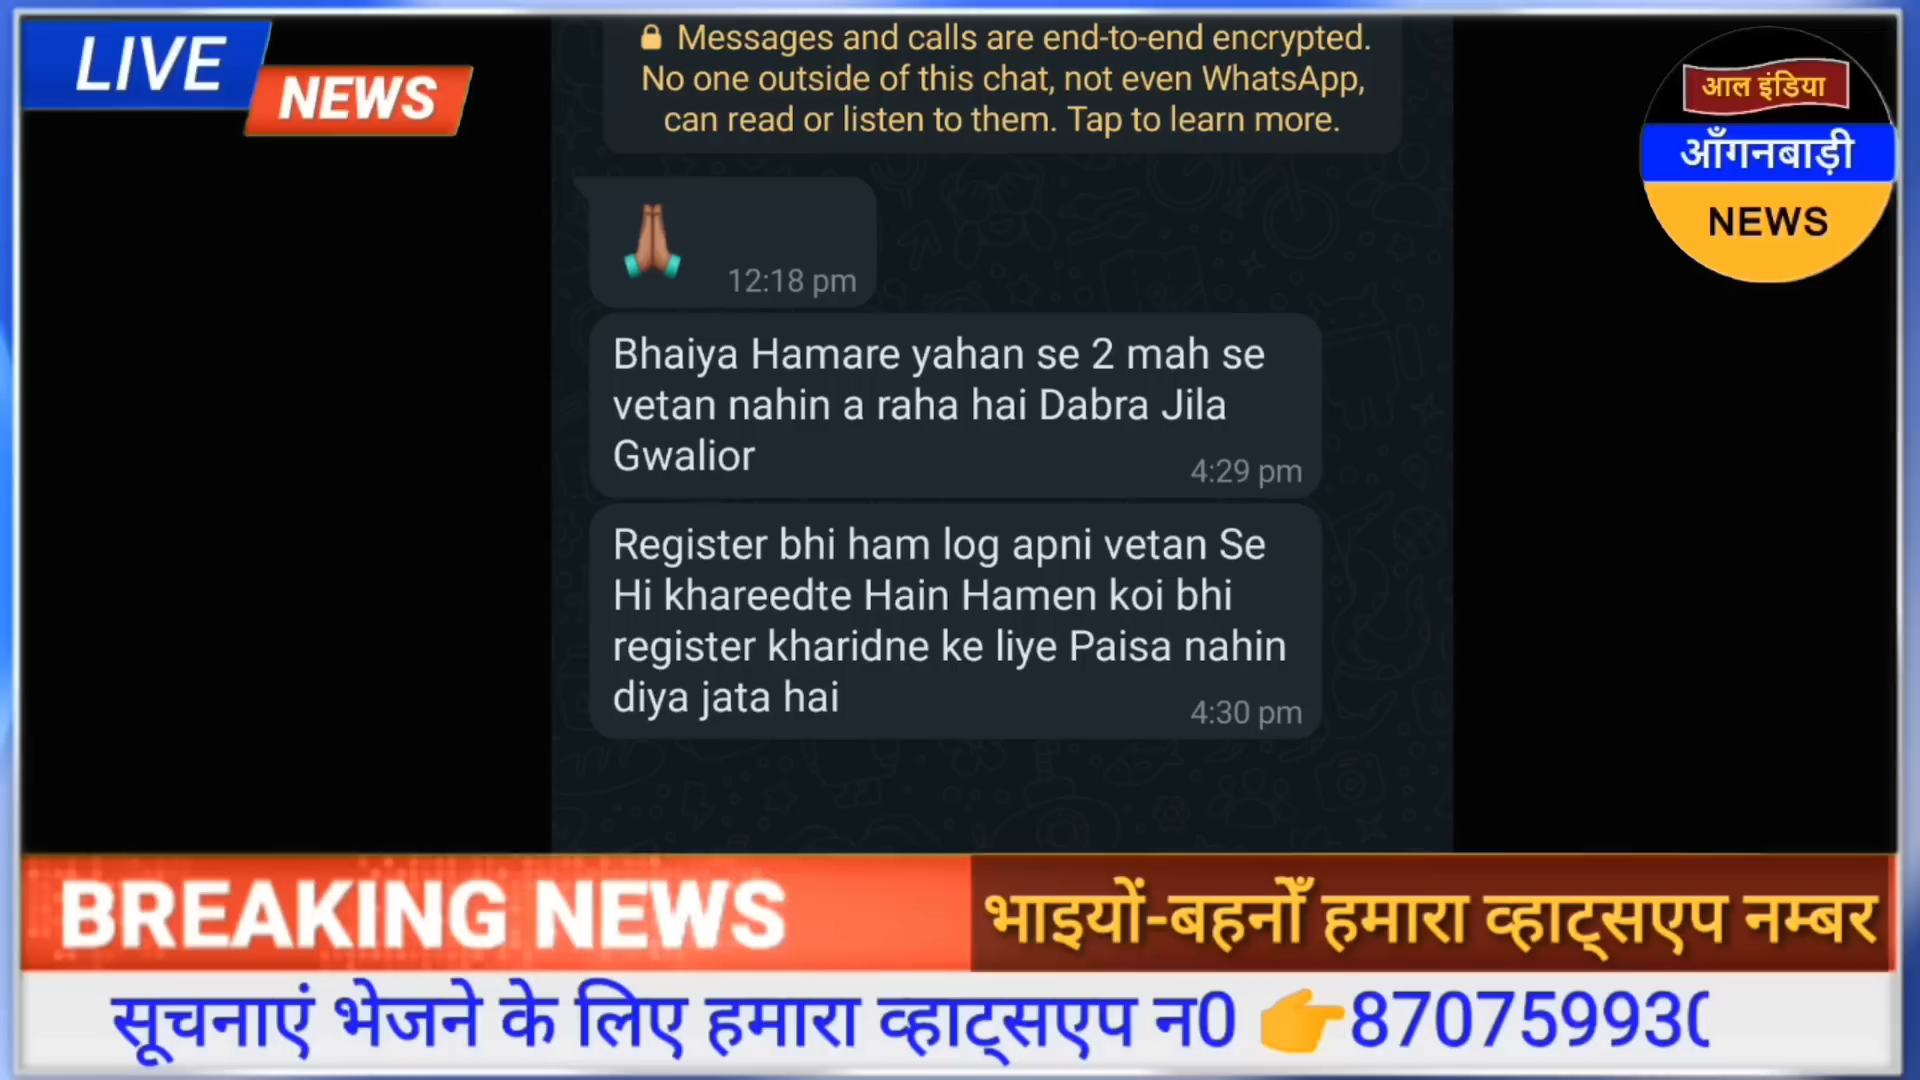 LIVE
NEWS
🔒 Messages and calls are end-to-end encrypted.
No one outside of this chat, not even WhatsApp,
can read or listen to them. Tap to learn more.
आल इंडिया
आँगनबाड़ी
NEWS
🙏
12:18 pm
Bhaiya Hamare yahan se 2 mah se
vetan nahin a raha hai Dabra Jila
Gwalior
4:29 pm
Register bhi ham log apni vetan Se
Hi khareedte Hain Hamen koi bhi
register kharidne ke liye Paisa nahin
diya jata hai
4:30 pm
BREAKING NEWS
भाइयों-बहनोँ हमारा व्हाट्सएप नम्बर
सूचनाएं भेजने के लिए हमारा व्हाट्सएप न0 👉87075993